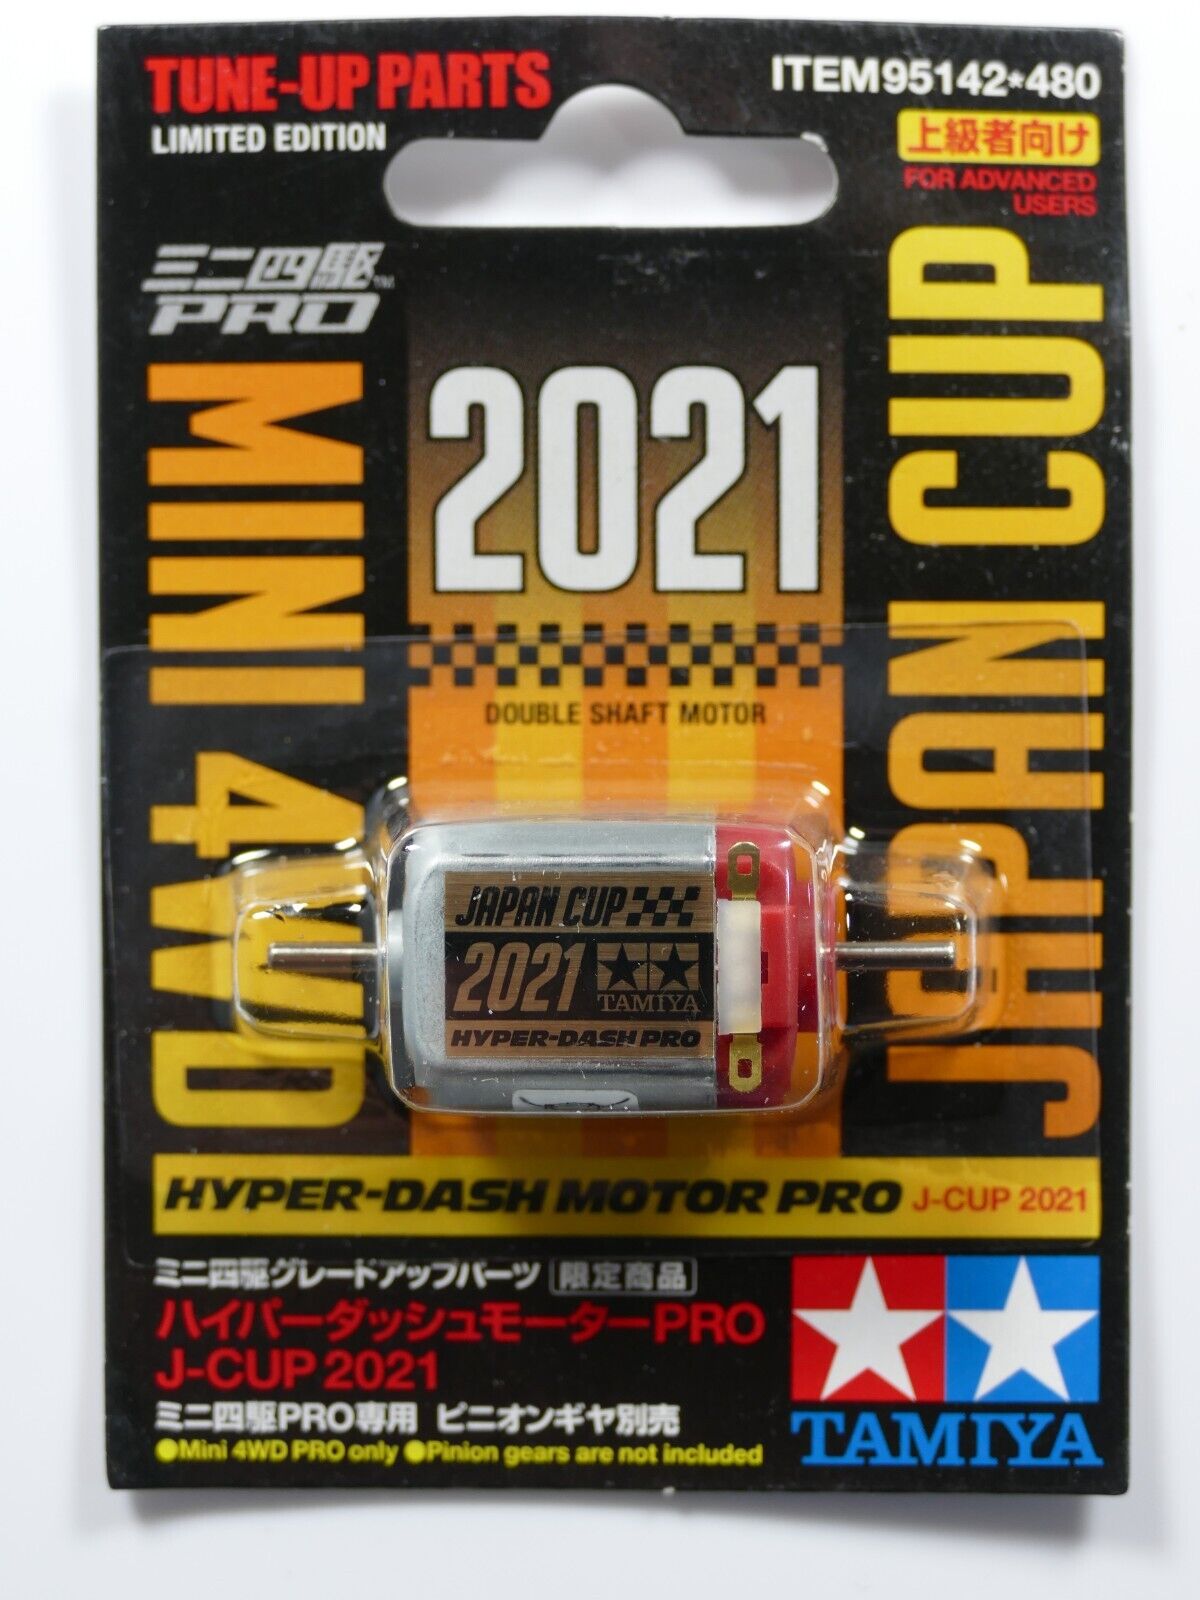 TUNE-UP PARTS
LIMITED EDITION
ITEM95142*480
上級者向け
FOR ADVANCED
USERS
ミニ四駆™
PRO
MINI 4WD
2021
JAPAN CUP
DOUBLE SHAFT MOTOR
JAPAN CUP
2021
TAMIYA
HYPER-DASH PRO
HYPER-DASH MOTOR PRO J-CUP 2021
ミニ四駆グレードアップパーツ 限定商品
ハイパーダッシュモーターPRO
J-CUP 2021
ミニ四駆PRO専用 ピニオンギヤ別売
●Mini 4WD PRO only ●Pinion gears are not included
TAMIYA